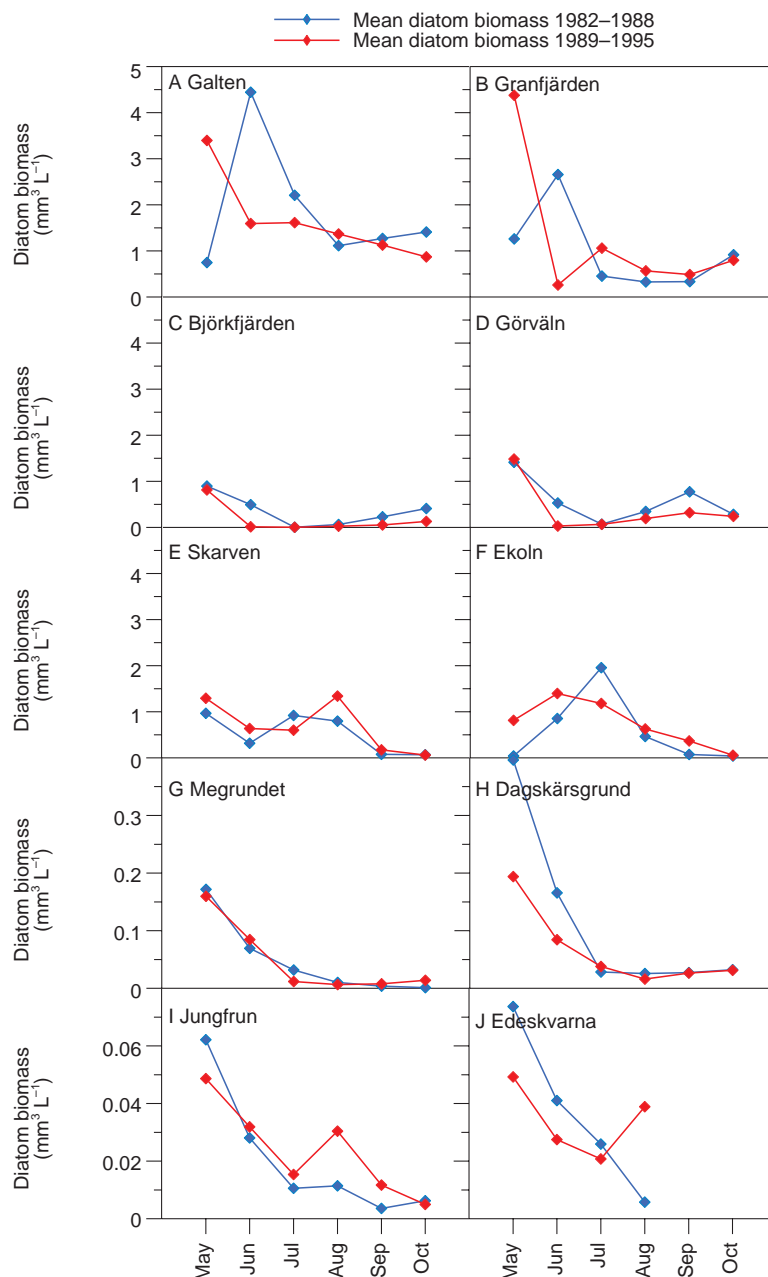 Mean diatom biomass 1982–1988
Mean diatom biomass 1989–1995
A Galten
B Granfjärden
Diatom biomass
(mm³ L⁻¹)
5
4
3
2
1
0
C Björkfjärden
D Görväln
Diatom biomass
(mm³ L⁻¹)
4
3
2
1
0
E Skarven
F Ekoln
Diatom biomass
(mm³ L⁻¹)
4
3
2
1
0
G Megrundet
H Dagskärsgrund
Diatom biomass
(mm³ L⁻¹)
0.3
0.2
0.1
0
I Jungfrun
J Edeskvarna
Diatom biomass
(mm³ L⁻¹)
0.06
0.04
0.02
0
May Jun Jul Aug Sep Oct
May Jun Jul Aug Sep Oct